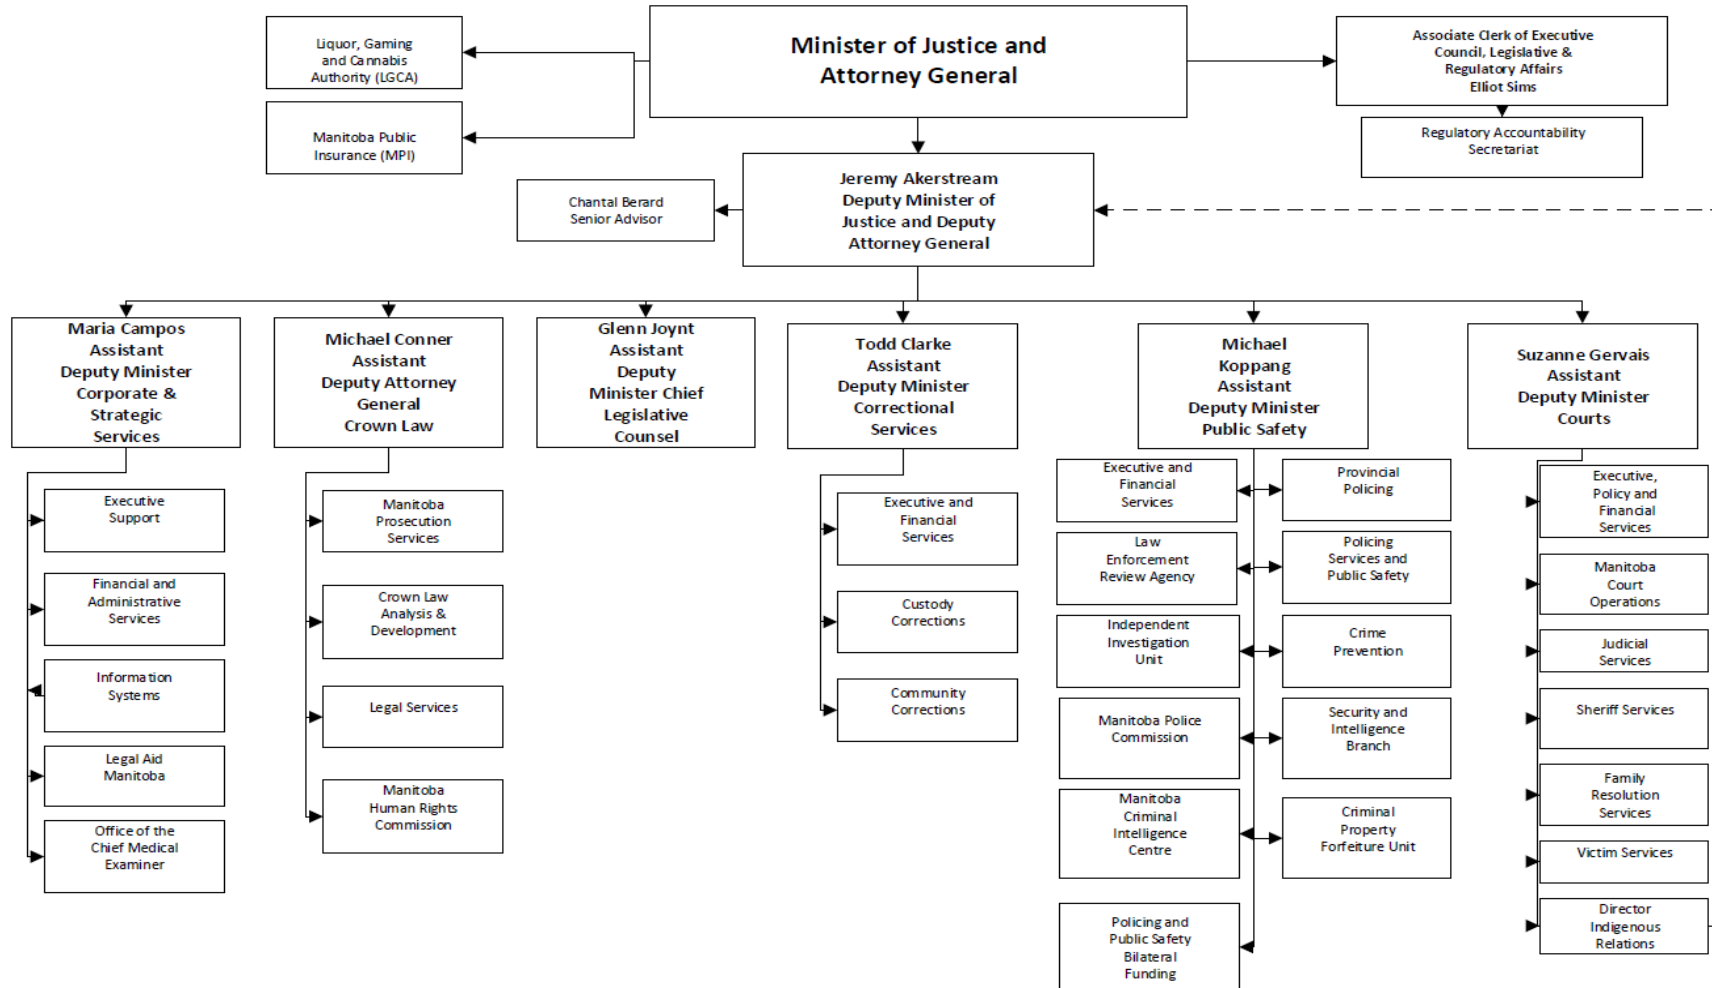 Liquor, Gaming
and Cannabis
Authority (LGCA)
Manitoba Public
Insurance (MPI)
Minister of Justice and
Attorney General
Associate Clerk of Executive
Council, Legislative &
Regulatory Affairs
Elliot Sims
Regulatory Accountability
Secretariat
Chantal Berard
Senior Advisor
Jeremy Akerstream
Deputy Minister of
Justice and Deputy
Attorney General
Maria Campos
Assistant
Deputy Minister
Corporate &
Strategic
Services
Executive
Support
Financial and
Administrative
Services
Information
Systems
Legal Aid
Manitoba
Office of the
Chief Medical
Examiner
Michael Conner
Assistant
Deputy Attorney
General
Crown Law
Manitoba
Prosecution
Services
Crown Law
Analysis &
Development
Legal Services
Manitoba
Human Rights
Commission
Glenn Joynt
Assistant
Deputy
Minister Chief
Legislative
Counsel
Todd Clarke
Assistant
Deputy Minister
Correctional
Services
Executive and
Financial
Services
Custody
Corrections
Community
Corrections
Michael
Koppang
Assistant
Deputy Minister
Public Safety
Executive and
Financial
Services
Law
Enforcement
Review Agency
Independent
Investigation
Unit
Manitoba Police
Commission
Manitoba
Criminal
Intelligence
Centre
Policing and
Public Safety
Bilateral
Funding
Provincial
Policing
Policing
Services and
Public Safety
Crime
Prevention
Security and
Intelligence
Branch
Criminal
Property
Forfeiture Unit
Suzanne Gervais
Assistant
Deputy Minister
Courts
Executive,
Policy and
Financial
Services
Manitoba
Court
Operations
Judicial
Services
Sheriff Services
Family
Resolution
Services
Victim Services
Director
Indigenous
Relations